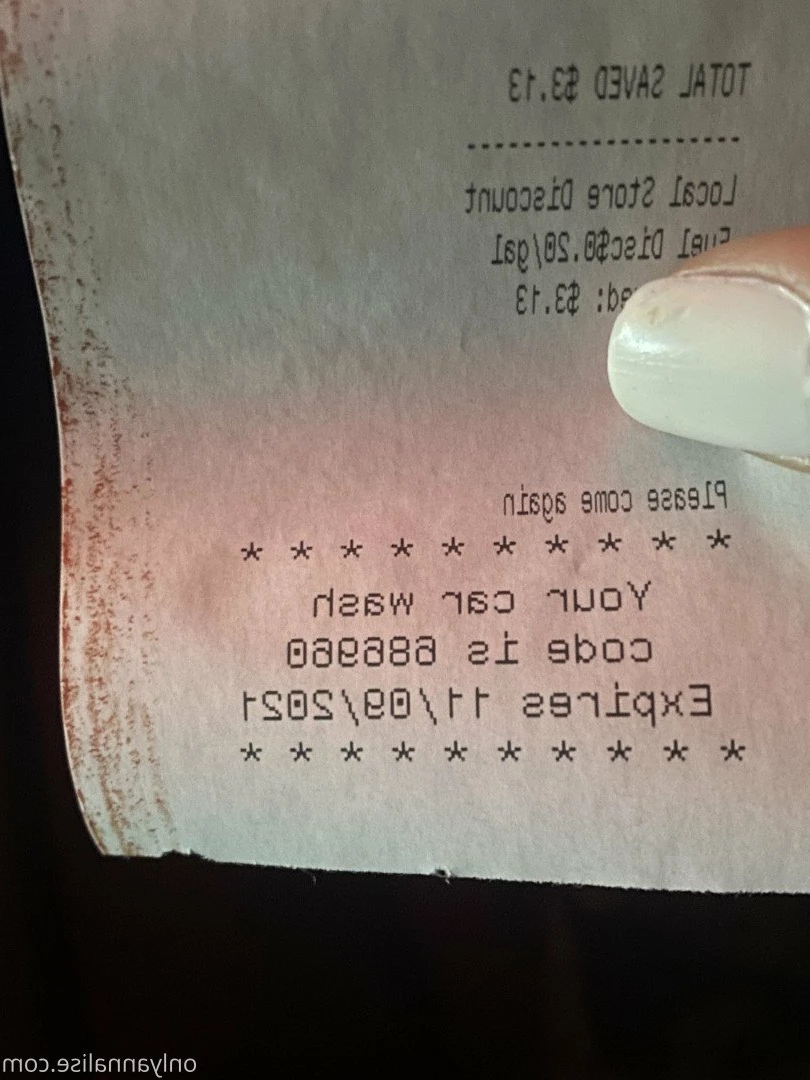 TOTAL SAVED $3.13
--------------------
Local Store Discount
Fuel Disc$0.20/gal
$3.13
Please come again
* * * * * * * * * *
Your car wash
code is 686960
Expires 11/09/2021
* * * * * * * * * *
onlyannalise.com